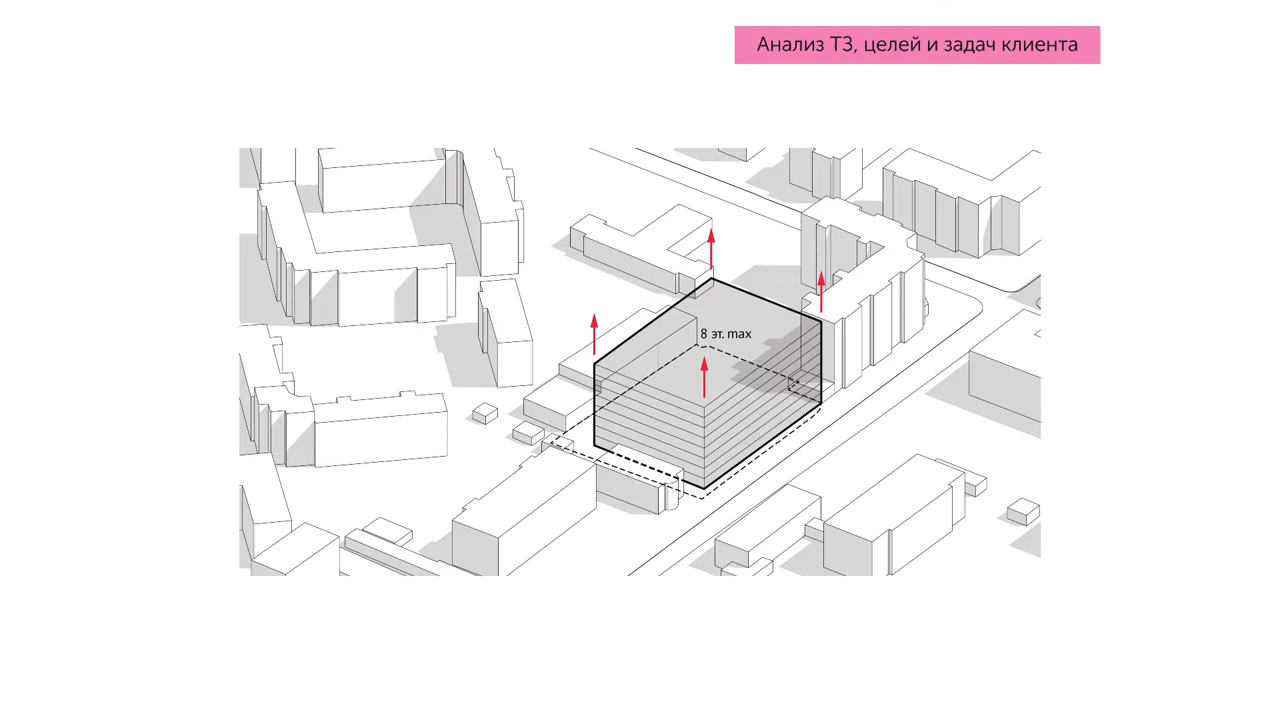 Анализ ТЗ, целей и задач клиента
8 эт. max